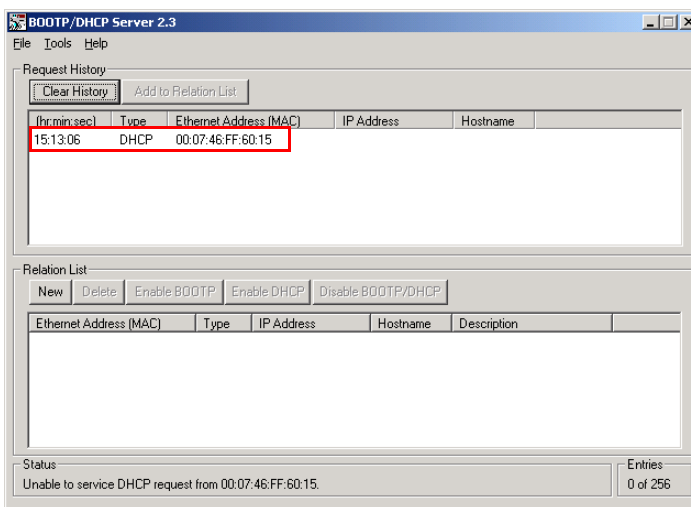 BOOTP/DHCP Server 2.3
File Tools Help
Request History
Clear History Add to Relation List
(hr:min:sec) Type Ethernet Address (MAC) IP Address Hostname
15:13:06 DHCP 00:07:46:FF:60:15
Relation List
New Delete Enable BOOTP Enable DHCP Disable BOOTP/DHCP
Ethernet Address (MAC) Type IP Address Hostname Description
Status Entries
Unable to service DHCP request from 00:07:46:FF:60:15. 0 of 256